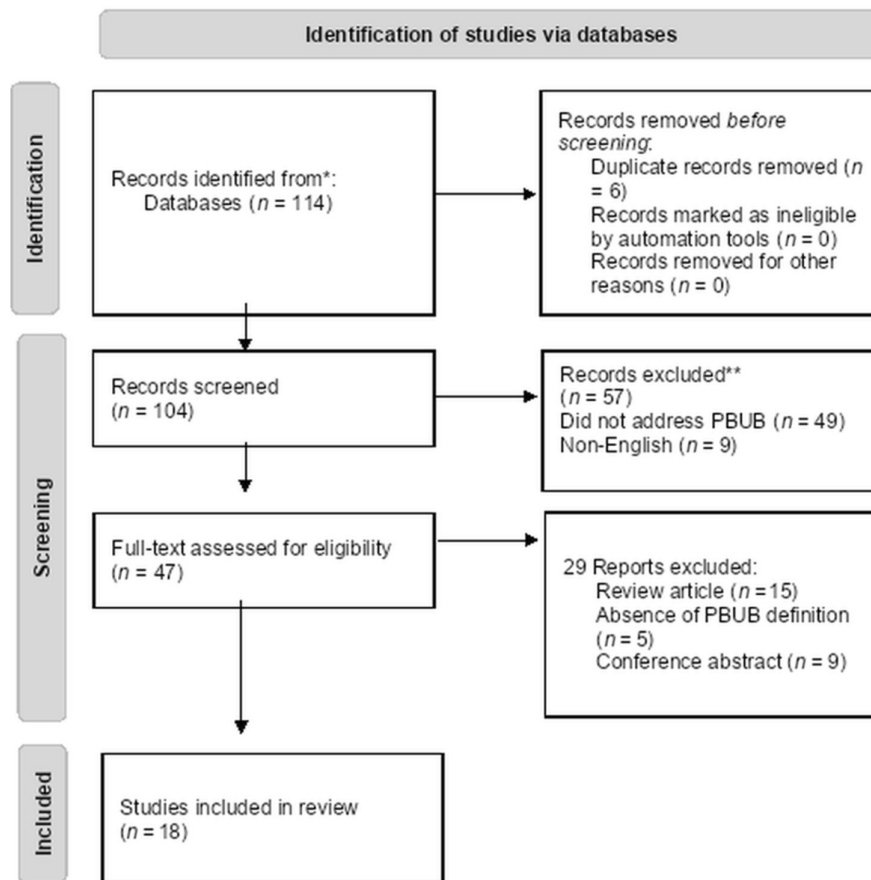 Identification of studies via databases
Identification
Records identified from*:
Databases (n = 114)
Records removed before
screening:
Duplicate records removed (n
= 6)
Records marked as ineligible
by automation tools (n = 0)
Records removed for other
reasons (n = 0)
Screening
Records screened
(n = 104)
Records excluded**
(n = 57)
Did not address PBUB (n = 49)
Non-English (n = 9)
Full-text assessed for eligibility
(n = 47)
29 Reports excluded:
Review article (n = 15)
Absence of PBUB definition
(n = 5)
Conference abstract (n = 9)
Included
Studies included in review
(n = 18)